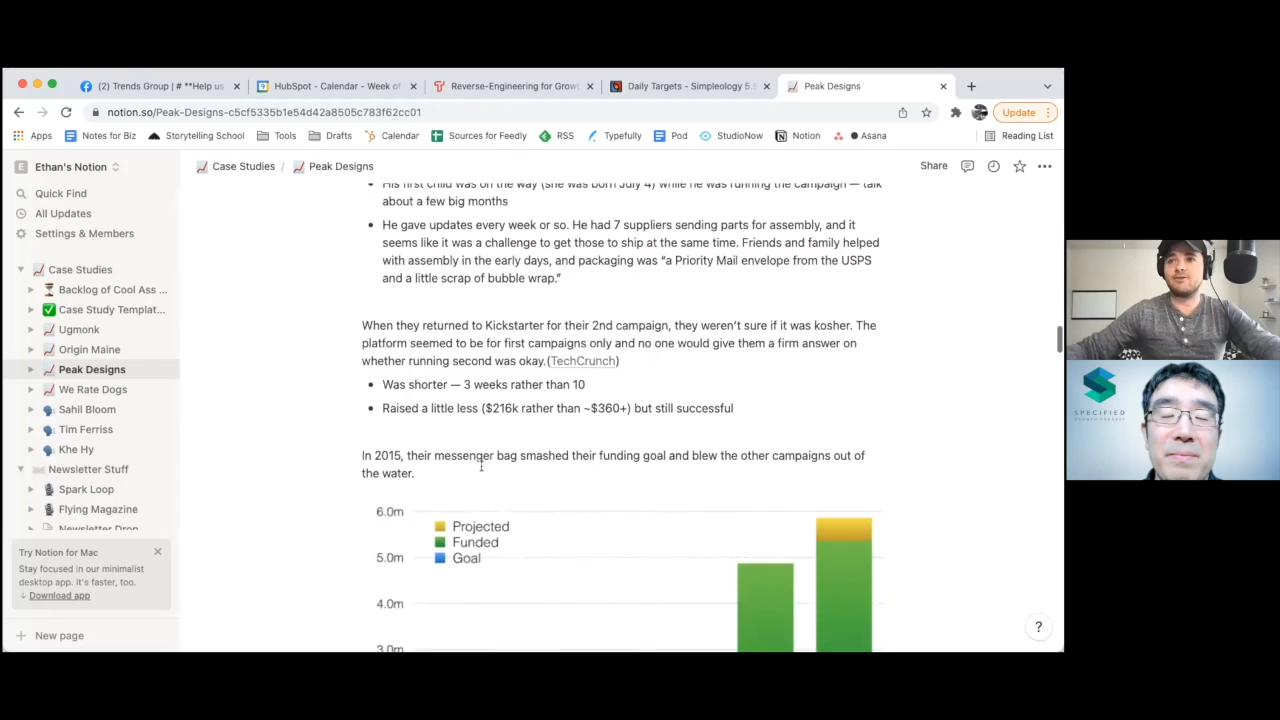 (2) Trends Group | # **Help us
HubSpot - Calendar - Week of
Reverse-Engineering for Growt
Daily Targets - Simpleology 5.
Peak Designs
notion.so/Peak-Designs-c5cf5335b1e54d42a8505c783f62cc01
Update
Apps
Notes for Biz
Storytelling School
Tools
Drafts
Calendar
Sources for Feedly
RSS
Typefully
Pod
StudioNow
Notion
Asana
Reading List
E Ethan's Notion
Case Studies / Peak Designs
Share
Quick Find
All Updates
Settings & Members
Case Studies
Backlog of Cool Ass ...
Case Study Templat...
Ugmonk
Origin Maine
Peak Designs
We Rate Dogs
Sahil Bloom
Tim Ferriss
Khe Hy
Newsletter Stuff
Spark Loop
Flying Magazine
Newsletter Drop
Try Notion for Mac
Stay focused in our minimalist
desktop app. It's faster, too.
↓ Download app
+ New page
• His first child was on the way (she was born July 4) while he was running the campaign — talk
about a few big months
• He gave updates every week or so. He had 7 suppliers sending parts for assembly, and it
seems like it was a challenge to get those to ship at the same time. Friends and family helped
with assembly in the early days, and packaging was “a Priority Mail envelope from the USPS
and a little scrap of bubble wrap.”
When they returned to Kickstarter for their 2nd campaign, they weren’t sure if it was kosher. The
platform seemed to be for first campaigns only and no one would give them a firm answer on
whether running second was okay.(TechCrunch)
• Was shorter — 3 weeks rather than 10
• Raised a little less ($216k rather than ~$360+) but still successful
In 2015, their messenger bag smashed their funding goal and blew the other campaigns out of
the water.
6.0m
Projected
Funded
5.0m
Goal
4.0m
3.0m
?
SPECIFIED